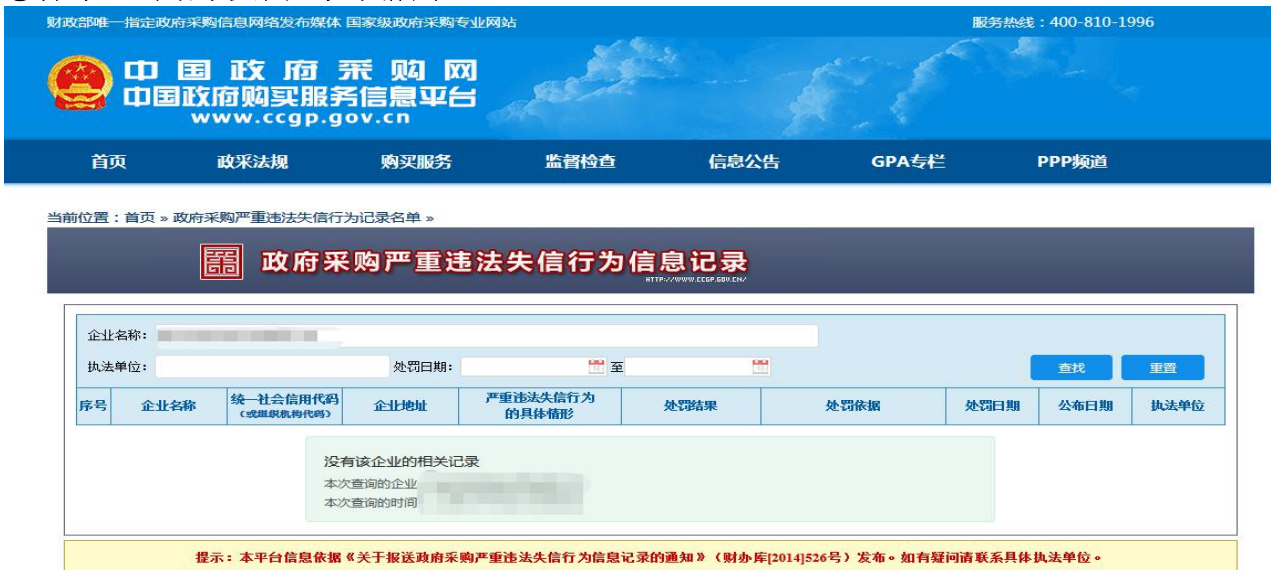 财政部唯一指定政府采购信息网络发布媒体 国家级政府采购专业网站
服务热线：400-810-1996
中国政府采购网
中国政府购买服务信息平台
www.ccgp.gov.cn
首页 政采法规 购买服务 监督检查 信息公告 GPA专栏 PPP频道
当前位置：首页 » 政府采购严重违法失信行为记录名单 »
政府采购严重违法失信行为信息记录
HTTP://WWW.CCGP.GOV.CN/
企业名称：
执法单位： 处罚日期： 至 查找 重置
序号 企业名称 统一社会信用代码 企业地址 严重违法失信行为 处罚结果 处罚依据 处罚日期 公布日期 执法单位
（或组织机构代码） 的具体情形
没有该企业的相关记录
本次查询的企业
本次查询的时间
提示：本平台信息依据《关于报送政府采购严重违法失信行为信息记录的通知》（财办库[2014]526号）发布。如有疑问请联系具体执法单位。